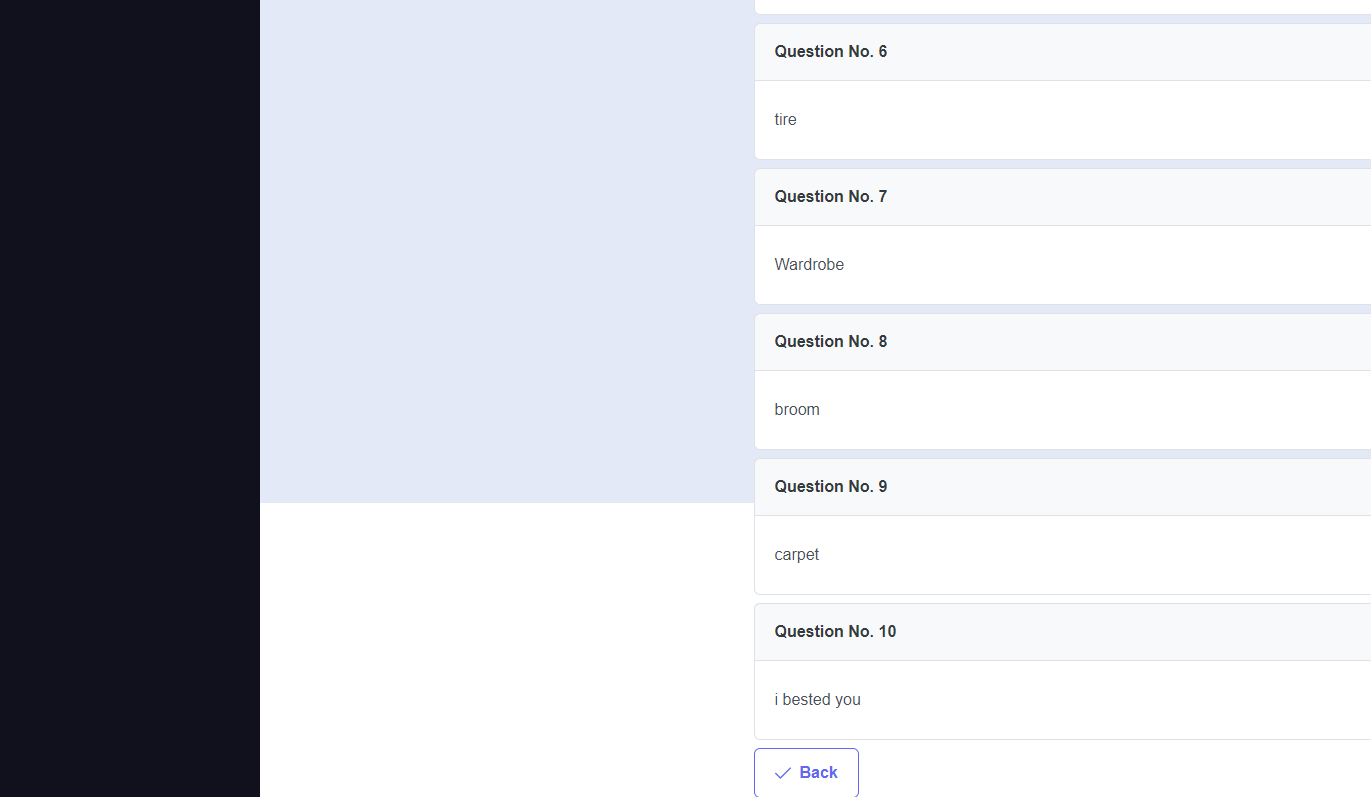 Question No. 6
tire
Question No. 7
Wardrobe
Question No. 8
broom
Question No. 9
carpet
Question No. 10
i bested you
Back